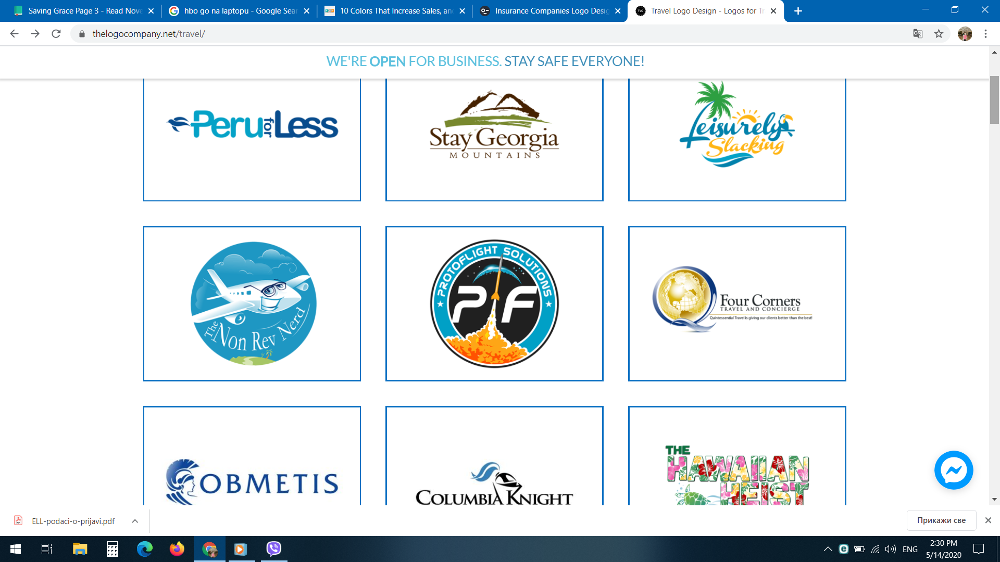 Saving Grace Page 3 - Read Nove
hbo go na laptopu - Google Sear
10 Colors That Increase Sales, an
Insurance Companies Logo Desig
Travel Logo Design - Logos for Tr
thelogocompany.net/travel/
WE'RE OPEN FOR BUSINESS. STAY SAFE EVERYONE!
Peru for Less
Stay Georgia
MOUNTAINS
Leisurely
Slacking
The Non Rev Nerd
PROTOFLIGHT SOLUTIONS
PF
Four Corners
TRAVEL AND CONCIERGE
Quintessential Travel is giving our clients better than the best!
COBMETIS
COLUMBIA KNIGHT
THE
HAWAIIAN
HEIST
ELL-podaci-o-prijavi.pdf
Прикажи све
ENG
2:30 PM
5/14/2020